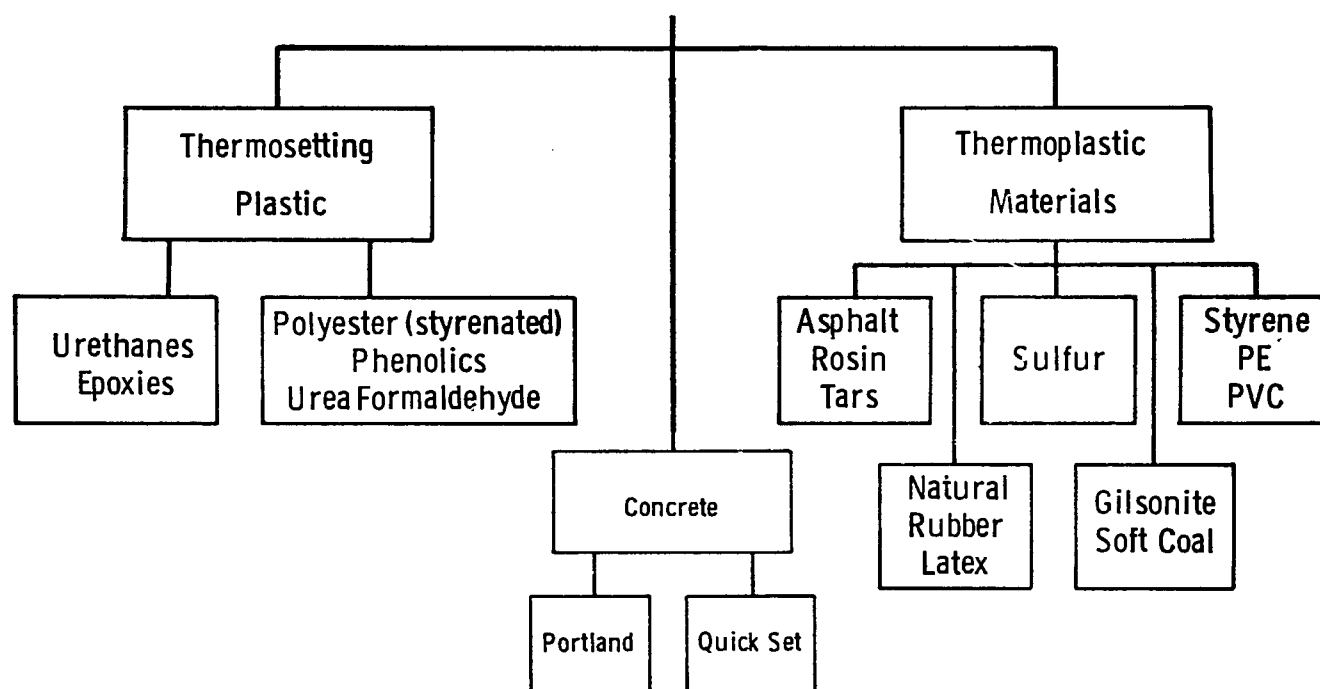 Thermosetting
Plastic
Thermoplastic
Materials
Urethanes
Epoxies
Polyester (styrenated)
Phenolics
Urea Formaldehyde
Asphalt
Rosin
Tars
Sulfur
Styrene
PE
PVC
Concrete
Natural
Rubber
Latex
Gilsonite
Soft Coal
Portland
Quick Set